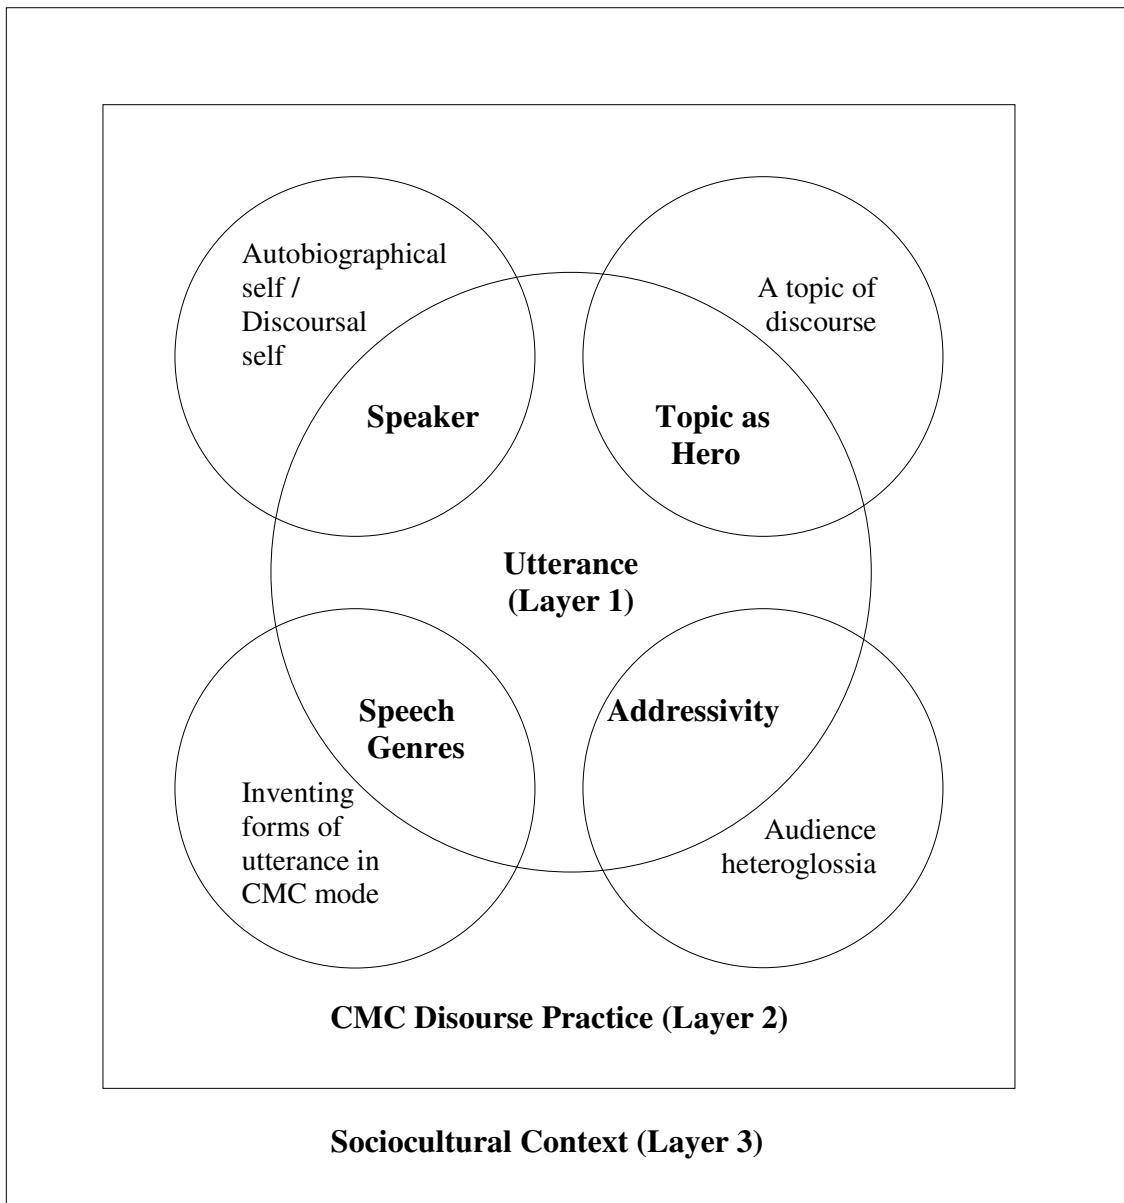 Autobiographical
self /
Discoursal
self
A topic of
discourse
Speaker
Topic as
Hero
Utterance
(Layer 1)
Speech
Genres
Addressivity
Inventing
forms of
utterance in
CMC mode
Audience
heteroglossia
CMC Disourse Practice (Layer 2)
Sociocultural Context (Layer 3)